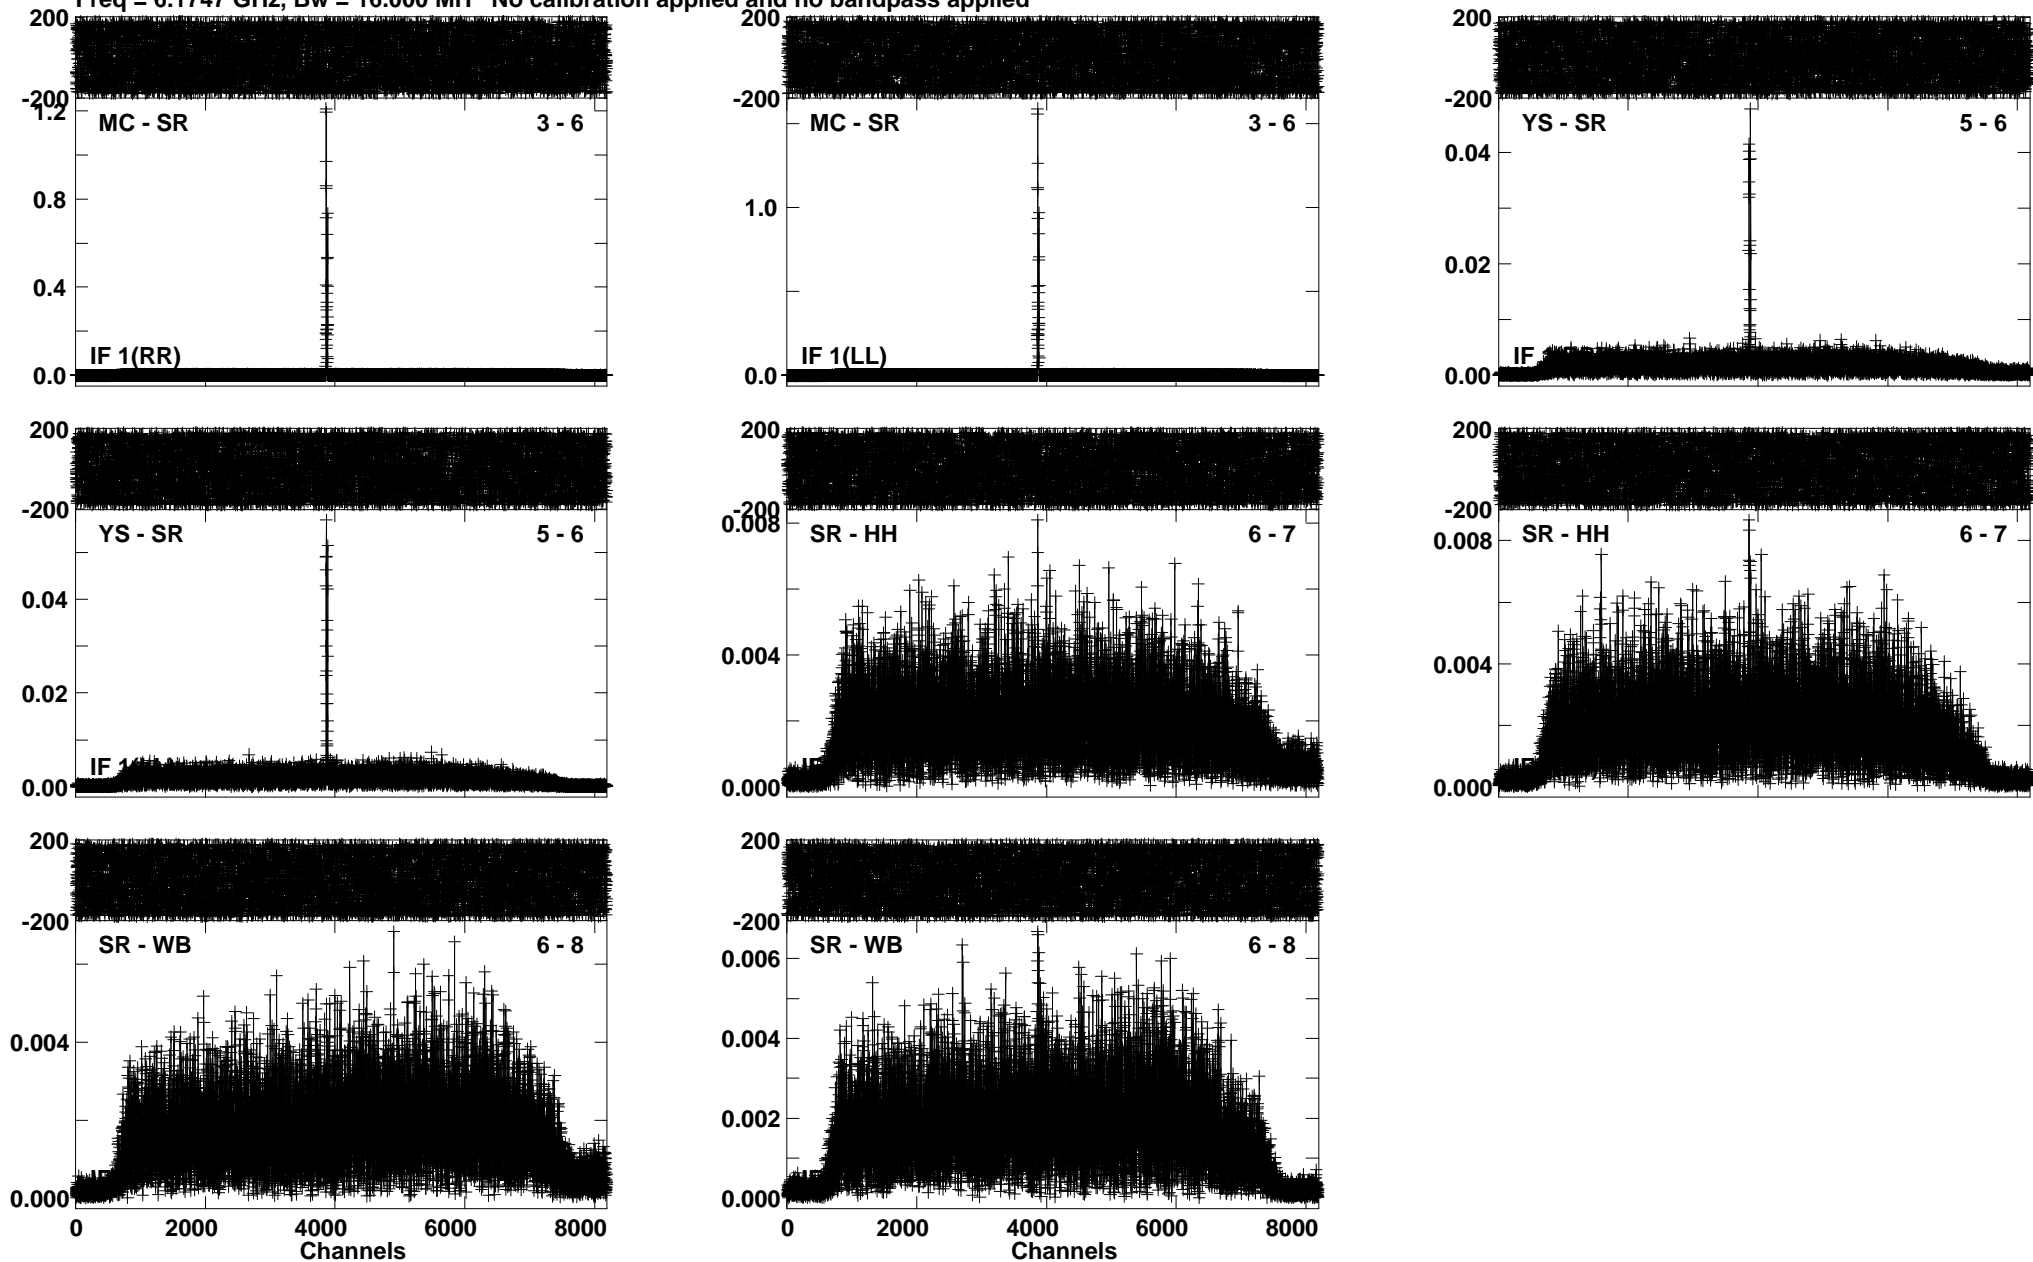 Freq = 6.1747 GHz, Bw = 16.000 MH No calibration applied and no bandpass applied
200
-200
1.2
0.8
0.4
0.0
MC - SR
3 - 6
IF 1(RR)
200
-200
1.0
0.0
MC - SR
3 - 6
IF 1(LL)
200
-200
0.04
0.02
0.00
YS - SR
5 - 6
IF
200
-200
0.04
0.02
0.00
YS - SR
5 - 6
IF 1(
200
-200
0.008
0.004
0.000
SR - HH
6 - 7
200
-200
0.008
0.004
0.000
SR - HH
6 - 7
200
-200
0.004
0.000
SR - WB
6 - 8
0 2000 4000 6000 8000
Channels
200
-200
0.006
0.004
0.002
0.000
SR - WB
6 - 8
0 2000 4000 6000 8000
Channels